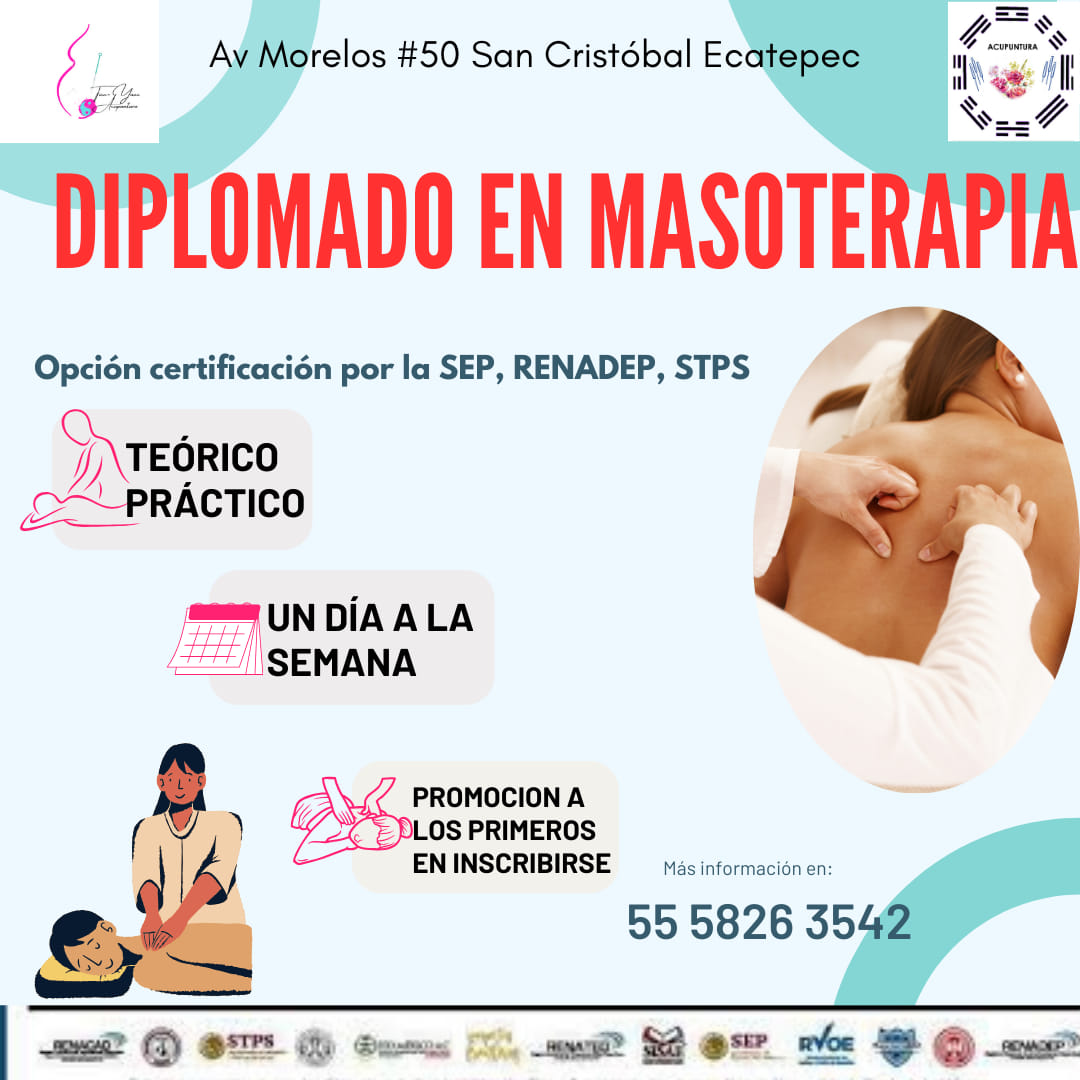 Av Morelos #50 San Cristóbal Ecatepec
ACUPUNTURA
DIPLOMADO EN MASOTERAPIA
Opción certificación por la SEP, RENADEP, STPS
TEÓRICO
PRÁCTICO
UN DÍA A LA
SEMANA
PROMOCION A
LOS PRIMEROS
EN INSCRIBIRSE
Más información en:
55 5826 3542
STPS
SEP
RVOE
RENADEP